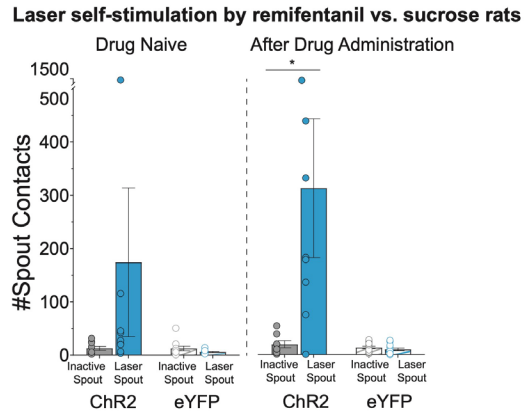 Laser self-stimulation by remifentanil vs. sucrose rats
Drug Naive
After Drug Administration
#Spout Contacts
1500
500
400
300
200
100
0
*
Inactive Spout
Laser Spout
Inactive Spout
Laser Spout
Inactive Spout
Laser Spout
Inactive Spout
Laser Spout
ChR2
eYFP
ChR2
eYFP